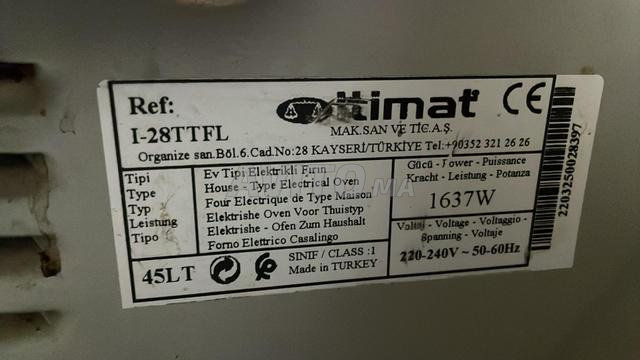 Ref:
I-28TTFL
itimat CE
MAK.SAN VE TİC.A.Ş.
Organize san.Böl.6.Cad.No:28 KAYSERİ/TÜRKİYE Tel:+90352 321 26 26
Tipi
Type
Typ
Leistung
Tipo
Ev Tipi Elektrikli Fırın
House - Type Electrical Oven
Four Electrique de Type Maison
Elektrishe Oven Voor Thuistyp
Elektrishe - Ofen Zum Haushalt
Forno Elettrico Casalingo
Gücü - Power - Puissance
Kracht - Leistung - Potanza
1637W
Voltaj - Voltage - Voltaggio -
Spanning - Voltaje
220-240V ~ 50-60Hz
45LT
SINIF / CLASS :1
Made in TURKEY
22032500028397